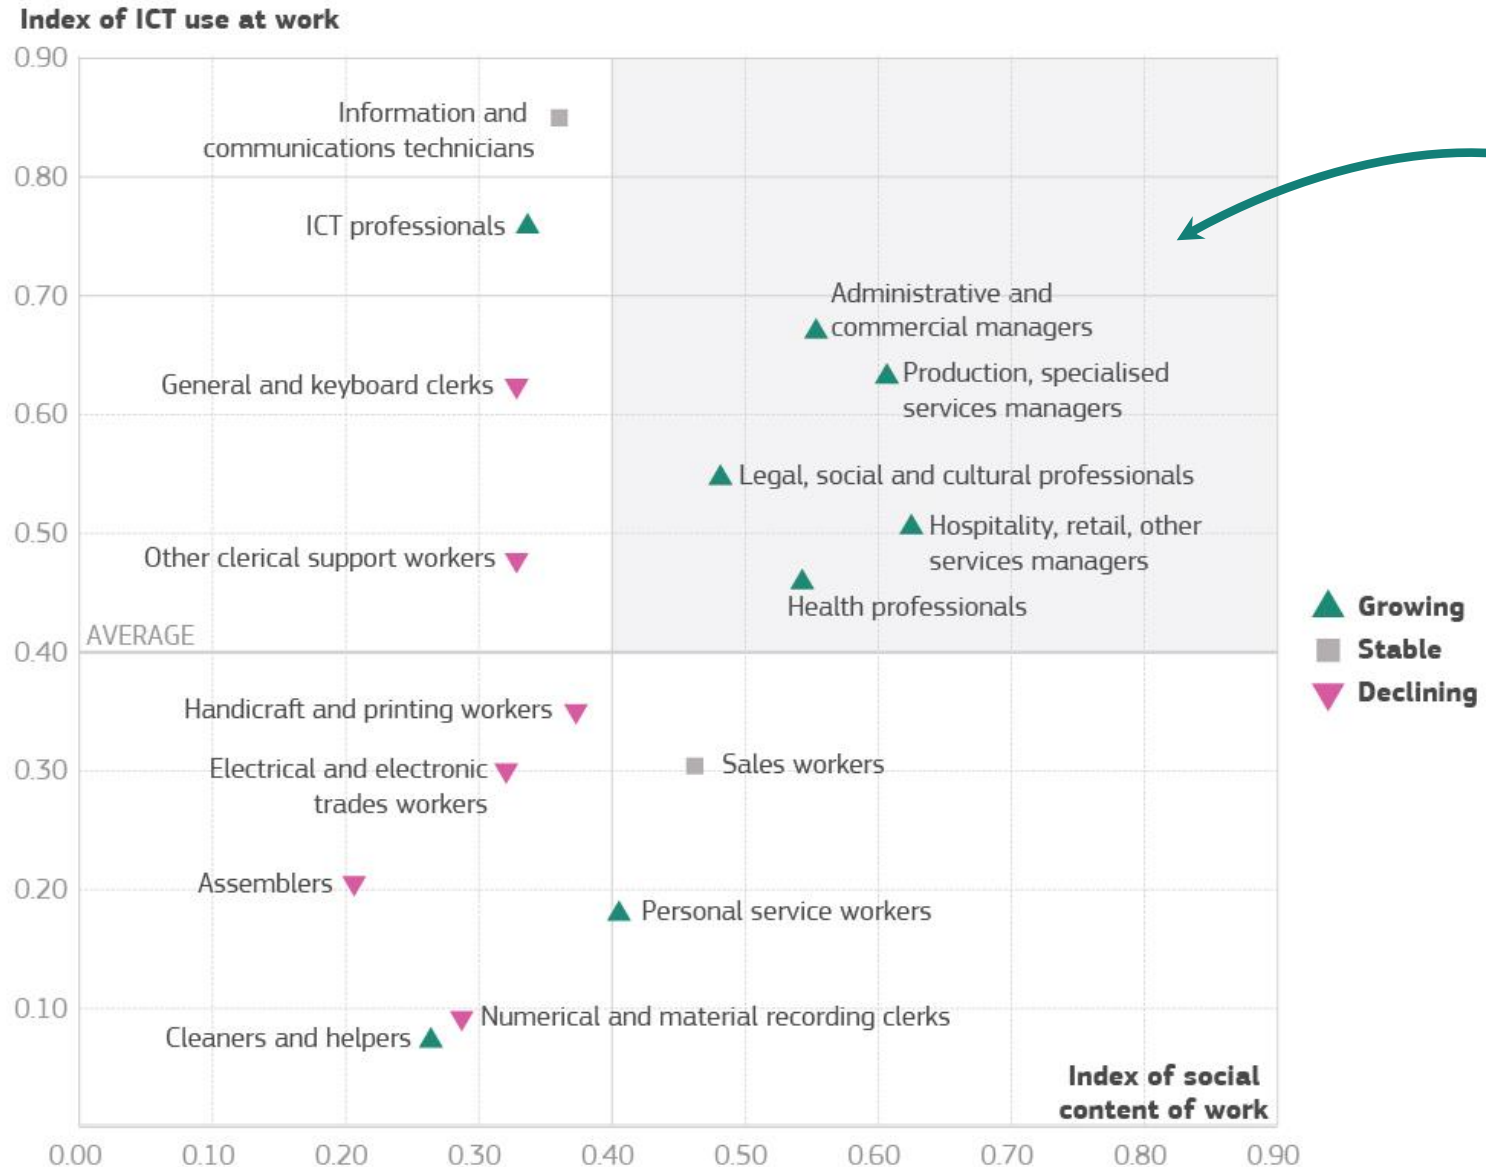 Index of ICT use at work
0.90
Information and
communications technicians
0.80
ICT professionals
0.70
Administrative and
commercial managers
Production, specialised
services managers
General and keyboard clerks
0.60
Legal, social and cultural professionals
0.50
Hospitality, retail, other
services managers
Other clerical support workers
Health professionals
AVERAGE
0.40
Growing
Stable
Declining
Handicraft and printing workers
Sales workers
0.30
Electrical and electronic
trades workers
Assemblers
0.20
Personal service workers
0.10
Numerical and material recording clerks
Cleaners and helpers
Index of social
content of work
0.00 0.10 0.20 0.30 0.40 0.50 0.60 0.70 0.80 0.90